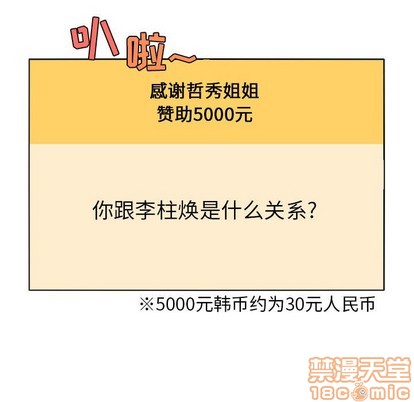 叭啦～
感谢哲秀姐姐
赞助5000元
你跟李柱焕是什么关系?
※5000元韩币约为30元人民币
禁漫天堂
18comic